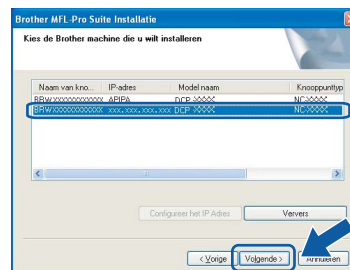 Brother MFL-Pro Suite Installatie
Kies de Brother machine die u wilt installeren
Naam van kno... IP-adres Model naam Knooppunttyp
BRWXXXXXXXXXXXX APIPA DCP-XXXX NC-XXXX
BRWXXXXXXXXXXXX xxx.xxx.xxx.xxx DCP-XXXX NC-XXXX
Configureer het IP Adres Ververs
< Vorige Volgende > Annuleren